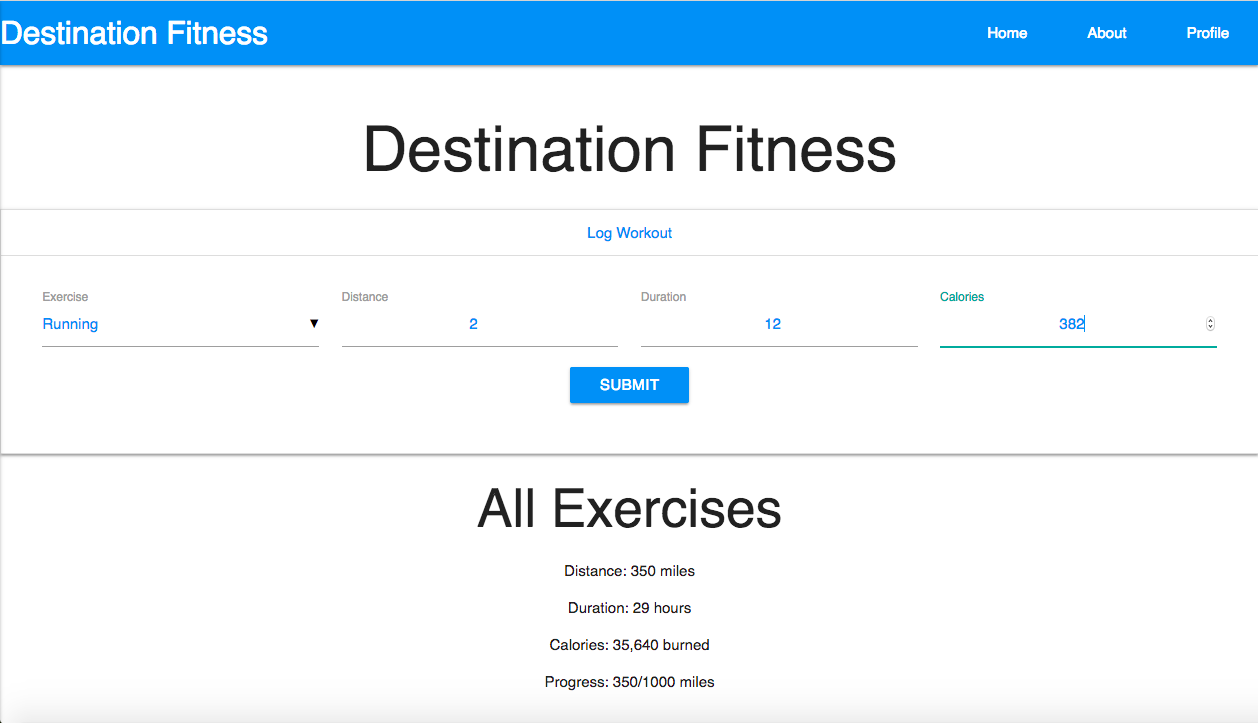 Destination Fitness Home About Profile
Destination Fitness
Log Workout
Exercise Distance Duration Calories
Running ▼ 2 12 382
SUBMIT
All Exercises
Distance: 350 miles
Duration: 29 hours
Calories: 35,640 burned
Progress: 350/1000 miles